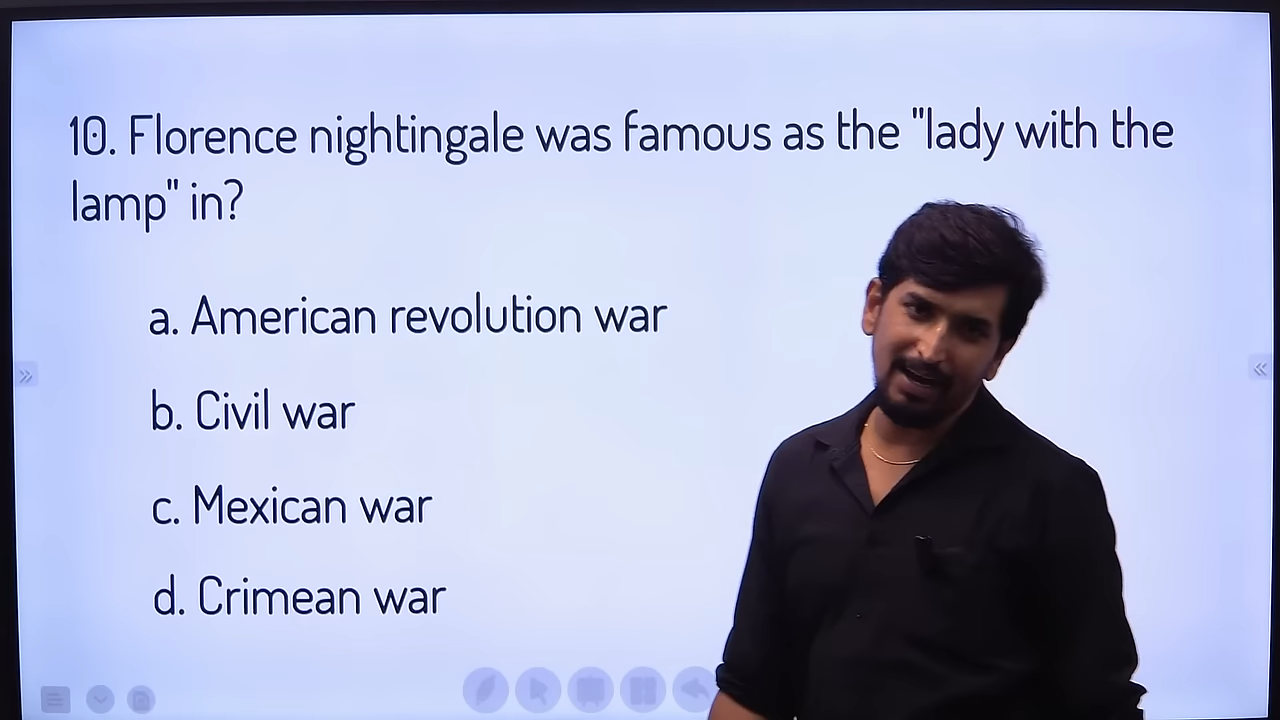 10. Florence nightingale was famous as the "lady with the
lamp" in?
a. American revolution war
b. Civil war
c. Mexican war
d. Crimean war